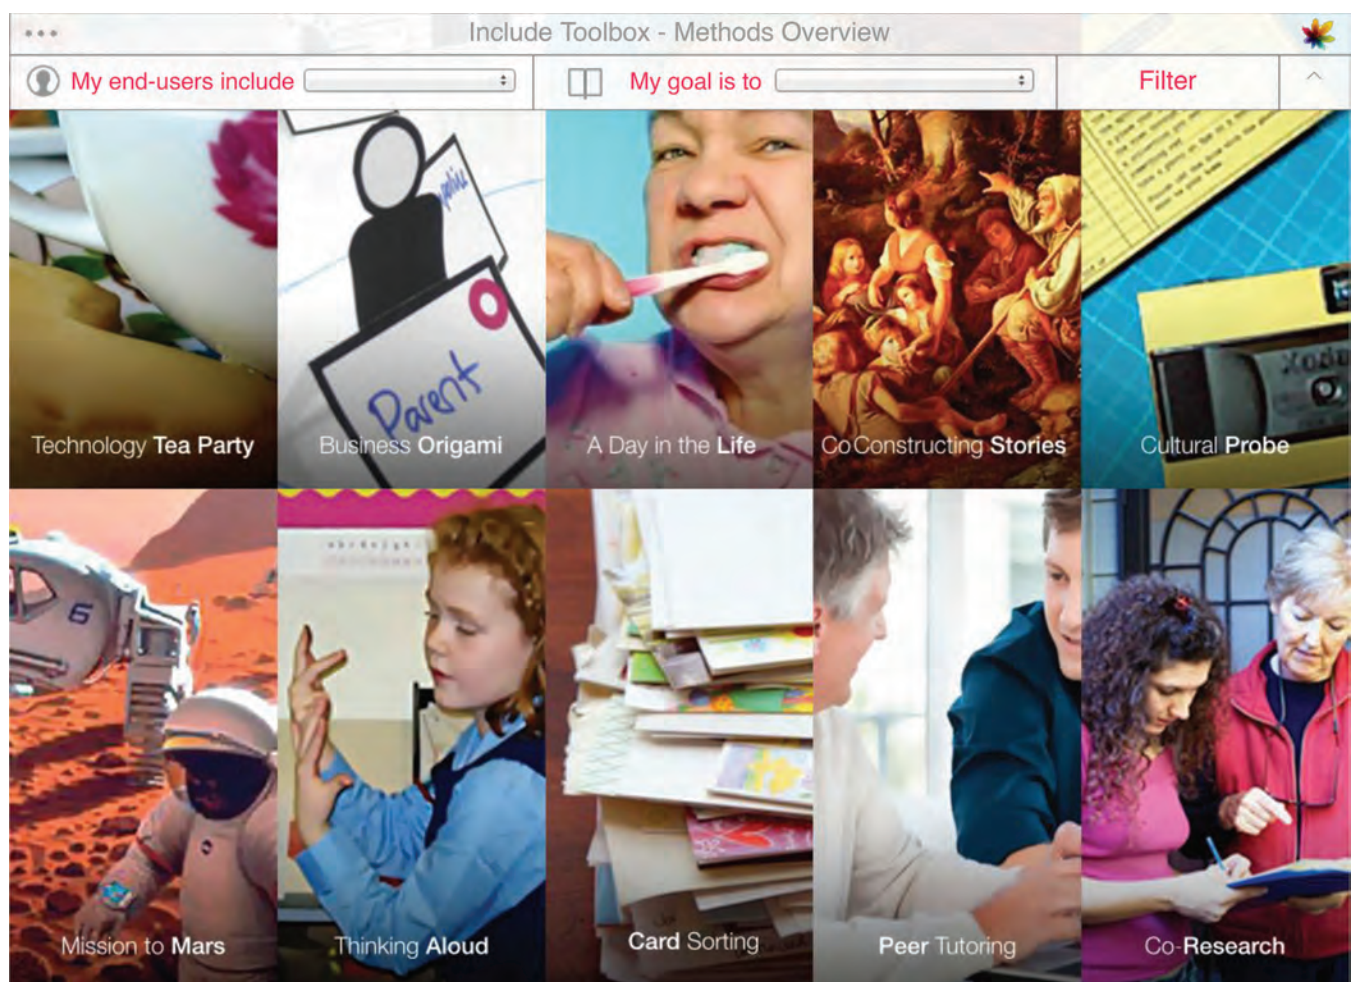 Include Toolbox - Methods Overview
My end-users include
My goal is to
Filter
Parent
Technology Tea Party
Business Origami
A Day in the Life
CoConstructing Stories
Kodak
Cultural Probe
6
Mission to Mars
Thinking Aloud
Card Sorting
Peer Tutoring
Co-Research